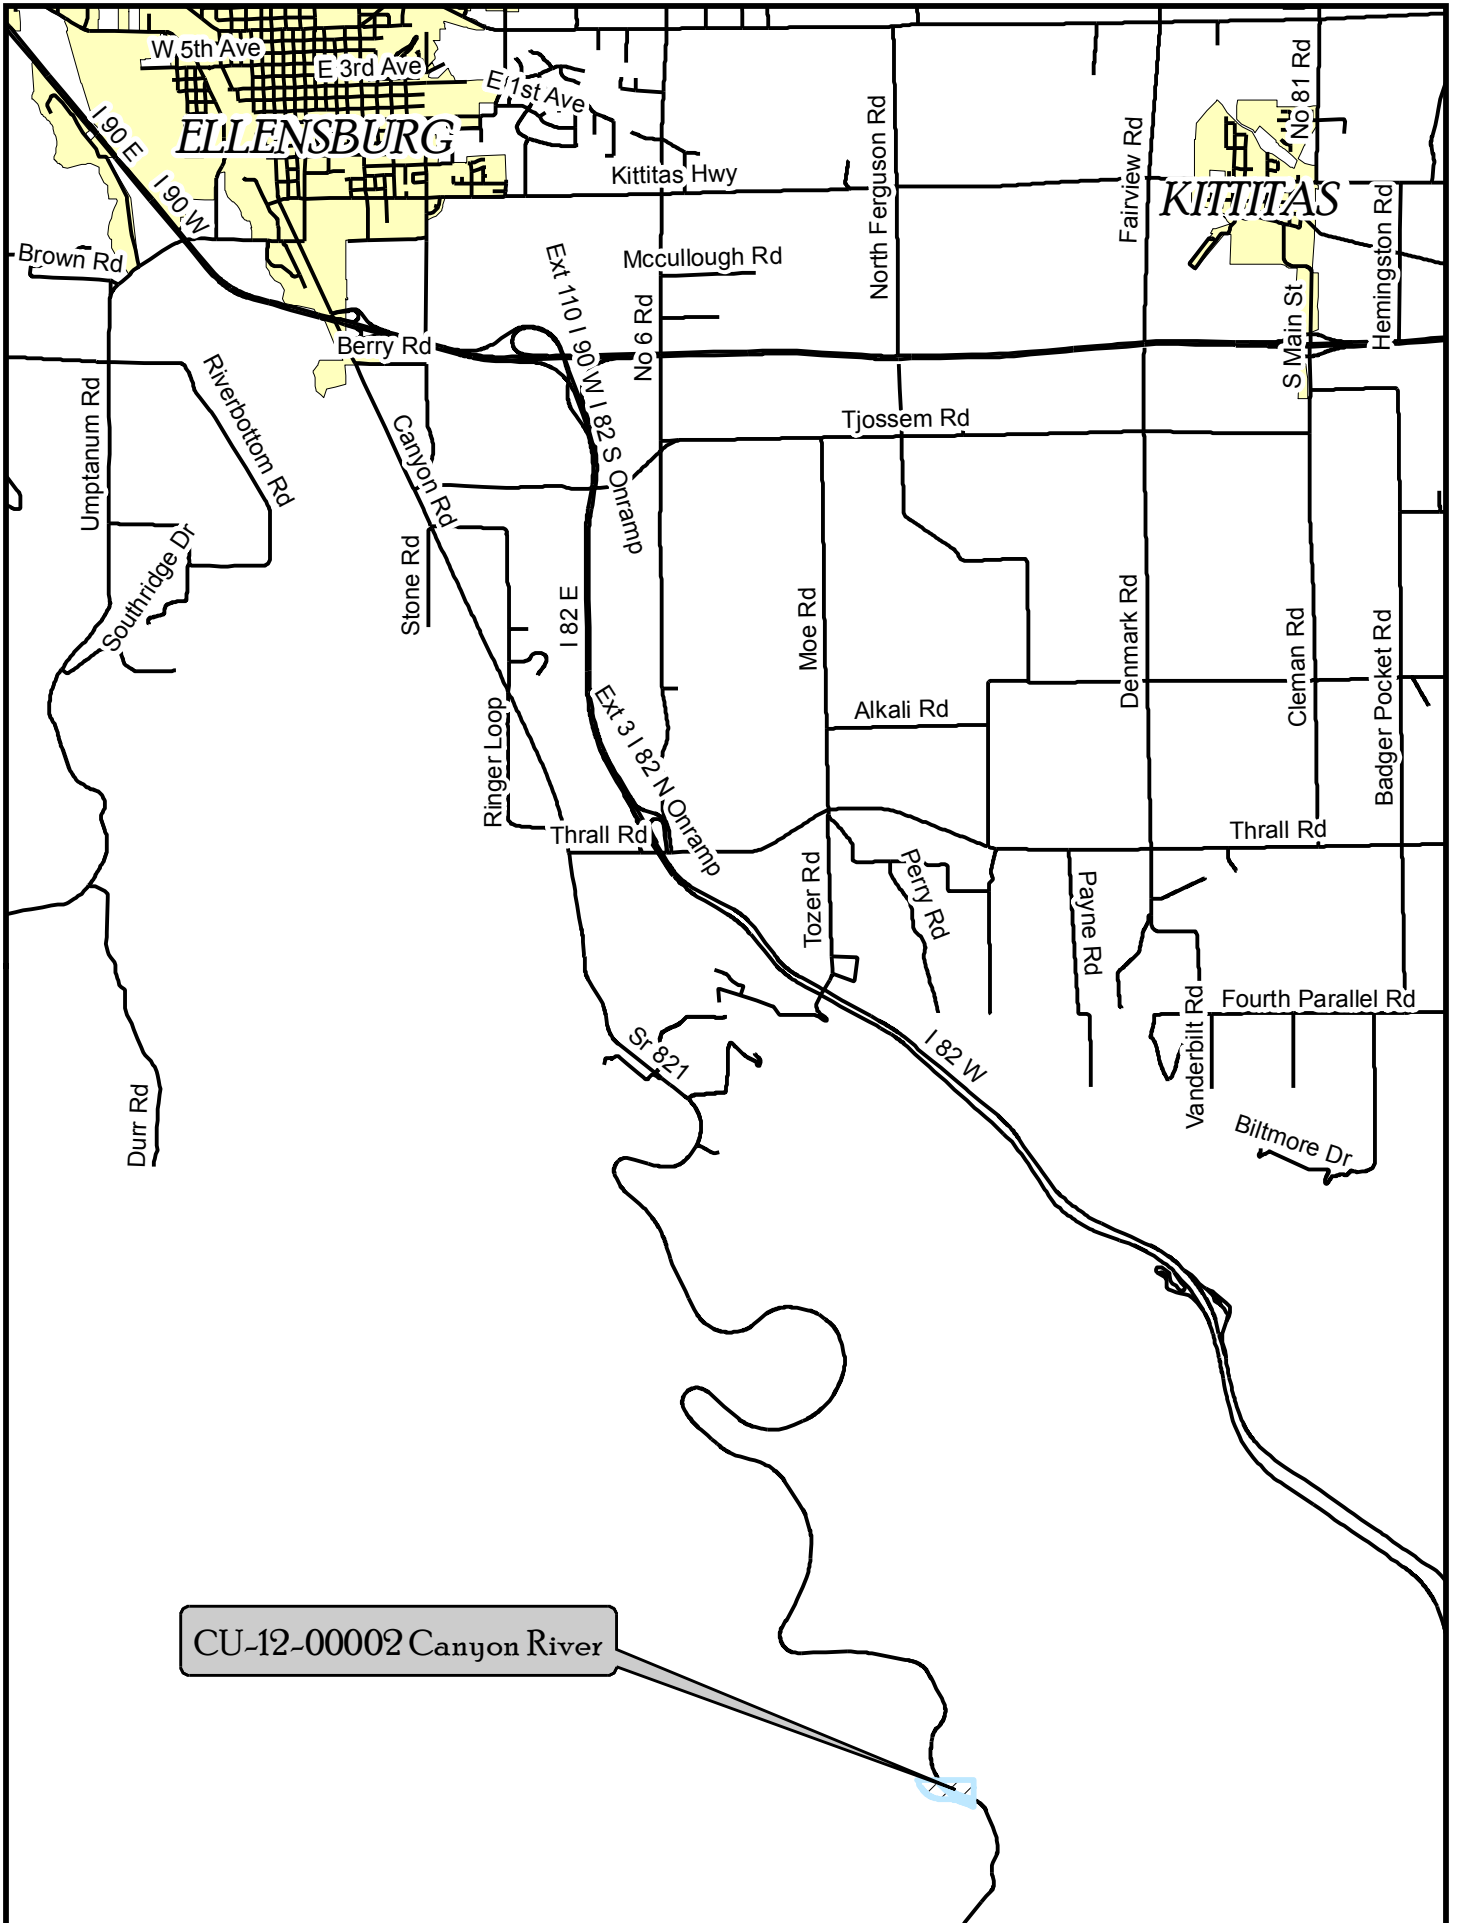 W 5th Ave
E 3rd Ave
E 1st Ave
No 81 Rd
I 90 E
ELLENSBURG
Kittitas Hwy
North Ferguson Rd
Fairview Rd
KITTITAS
I 90 W
Brown Rd
Mccullough Rd
Hemingston Rd
Ext 110 I 90 W I 82 S Onramp
No 6 Rd
S Main St
Berry Rd
Umptanum Rd
Riverbottom Rd
Canyon Rd
Tjossem Rd
Southridge Dr
Stone Rd
I 82 E
Moe Rd
Denmark Rd
Cleman Rd
Badger Pocket Rd
Ringer Loop
Ext 3 I 82 N Onramp
Alkali Rd
Thrall Rd
Thrall Rd
Tozer Rd
Perry Rd
Payne Rd
Fourth Parallel Rd
Vanderbilt Rd
Sr 821
I 82 W
Durr Rd
Biltmore Dr
CU-12-00002 Canyon River